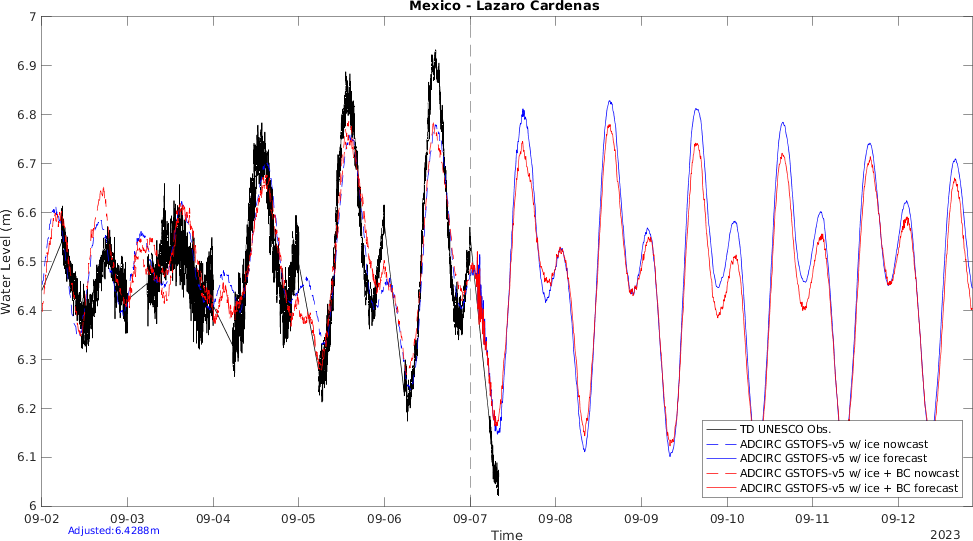 Mexico - Lazaro Cardenas
7
6.9
6.8
6.7
6.6
6.5
6.4
6.3
6.2
6.1
6
Water Level (m)
TD UNESCO Obs.
ADCIRC GSTOFS-v5 w/ ice nowcast
ADCIRC GSTOFS-v5 w/ ice forecast
ADCIRC GSTOFS-v5 w/ ice + BC nowcast
ADCIRC GSTOFS-v5 w/ ice + BC forecast
09-02 09-03 09-04 09-05 09-06 09-07 09-08 09-09 09-10 09-11 09-12
Adjusted:6.4288m
Time
2023